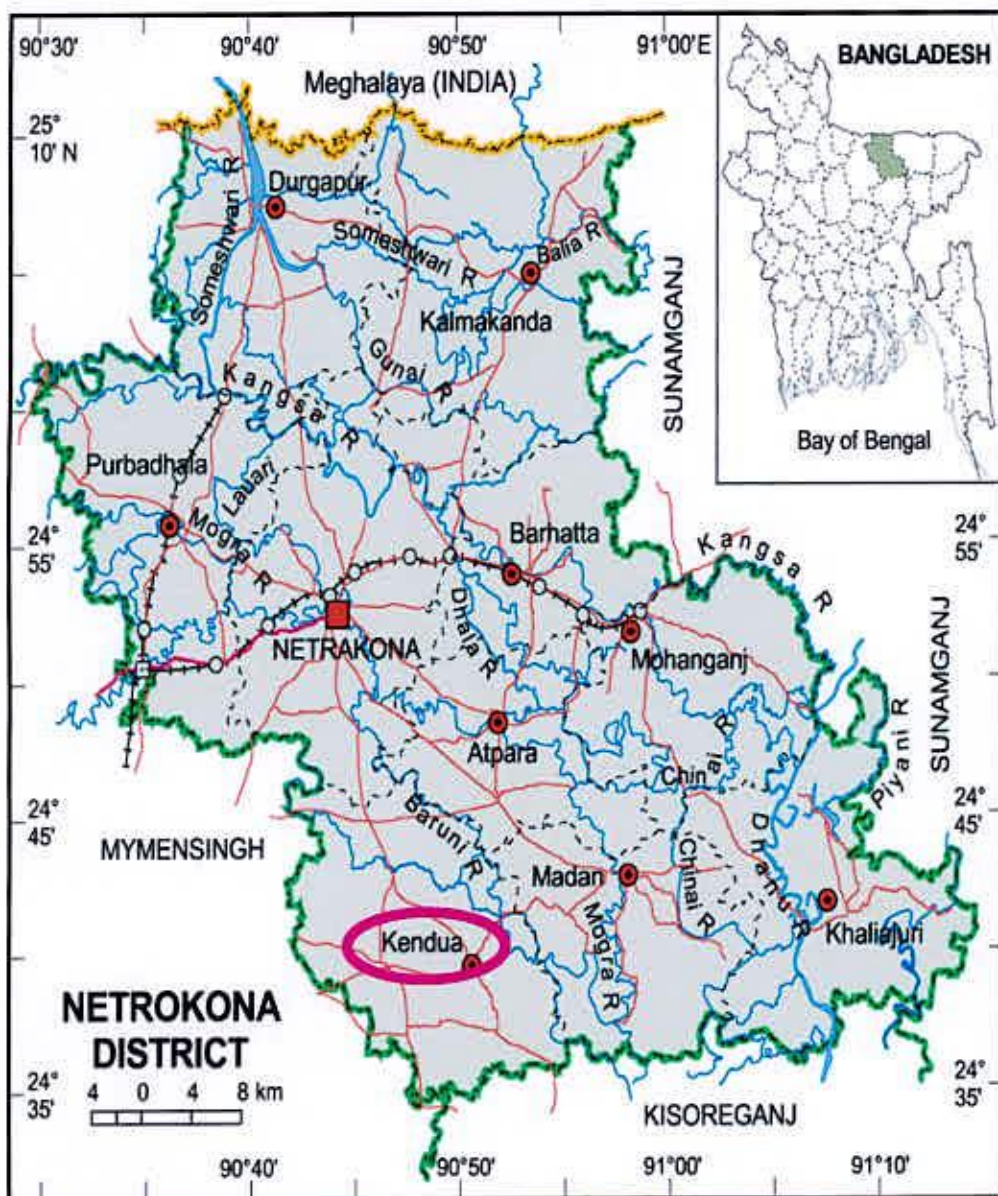 90°30'
90°40'
90°50'
91°00'E
Meghalaya (INDIA)
BANGLADESH
Bay of Bengal
25°
10' N
Durgapur
Someshwari R
Someshwari R
Balia R
Kalmakanda
SUNAMGANJ
Gunai R
Kangsa R
Purbadhala
Lauari
Mogra R
24°
55'
Barhatta
Kangsa R
24°
55'
Dhala R
NETRAKONA
Mohanganj
SUNAMGANJ
Piyani R
Atpara
Chinai R
24°
45'
24°
45'
MYMENSINGH
Baruni R
Madan
Chinai R
Dhanu R
Mogra R
Khaliajuri
Kendua
NETROKONA
DISTRICT
4 0 4 8 km
24°
35'
24°
35'
KISOREGANJ
90°40'
90°50'
91°00'
91°10'